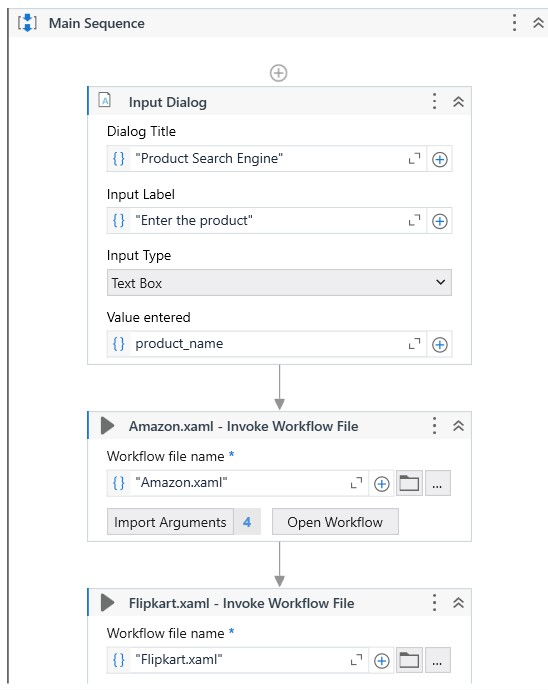 Main Sequence
Input Dialog
Dialog Title
{} "Product Search Engine"
Input Label
{} "Enter the product"
Input Type
Text Box
Value entered
{} product_name
Amazon.xaml - Invoke Workflow File
Workflow file name *
{} "Amazon.xaml" ...
Import Arguments 4 Open Workflow
Flipkart.xaml - Invoke Workflow File
Workflow file name *
{} "Flipkart.xaml" ...